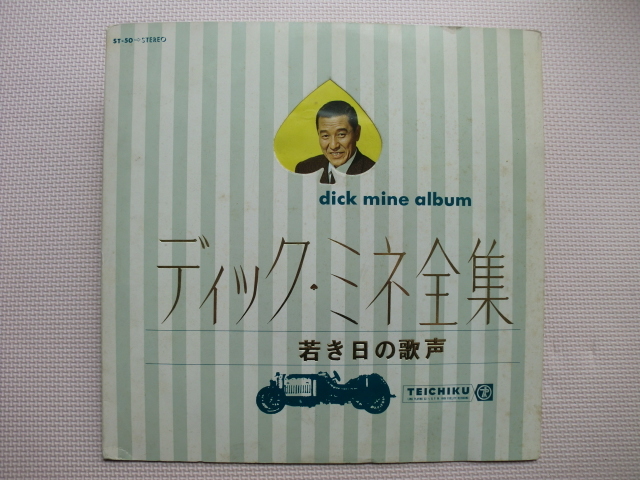 ST-50 STEREO
dick mine album
ディック・ミネ全集
若き日の歌声
TEICHIKU